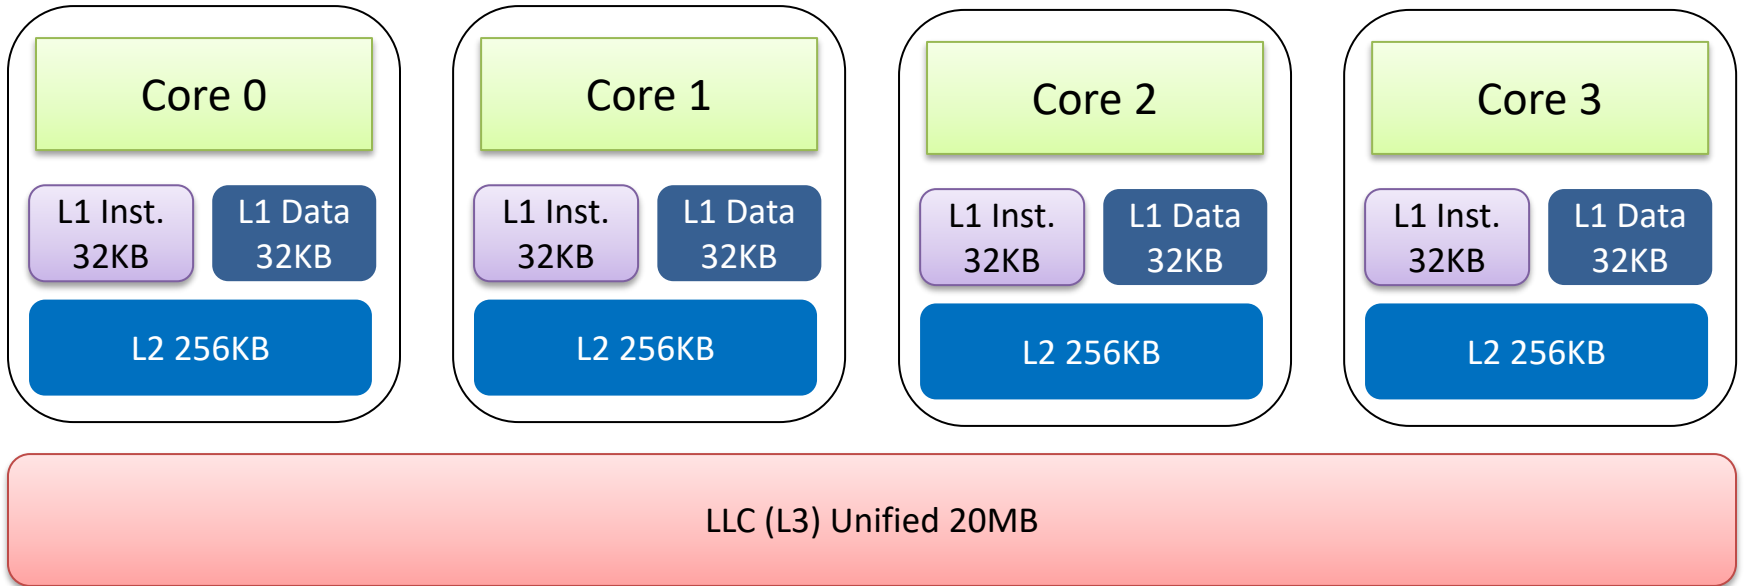 Core 0
L1 Inst.
32KB
L1 Data
32KB
L2 256KB
Core 1
L1 Inst.
32KB
L1 Data
32KB
L2 256KB
Core 2
L1 Inst.
32KB
L1 Data
32KB
L2 256KB
Core 3
L1 Inst.
32KB
L1 Data
32KB
L2 256KB
LLC (L3) Unified 20MB